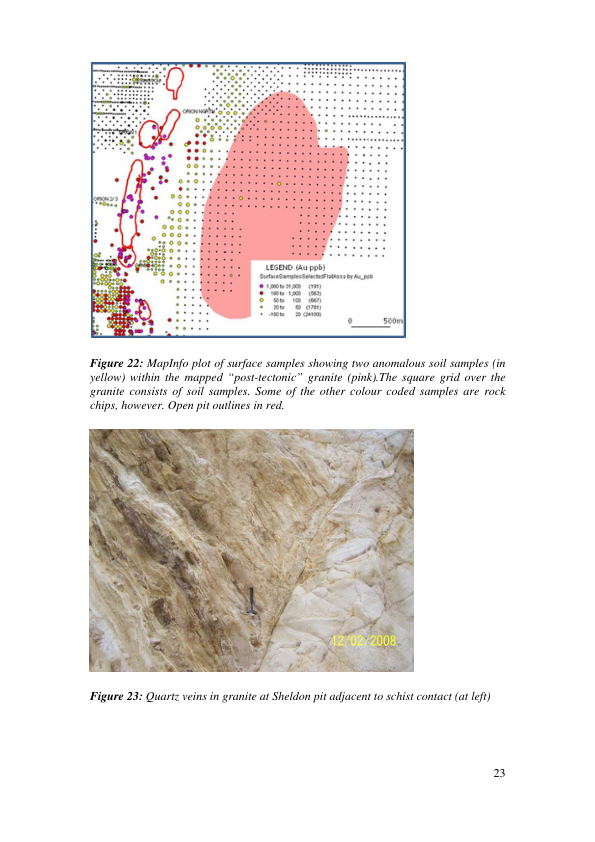 ORION NORTH
ORION 2/3
LEGEND (Au ppb)
SurfaceSamplesSelectedFlatAssa by Au_ppb
1,000 to 31,000 (191)
100 to 1,000 (563)
50 to 100 (667)
20 to 50 (1781)
-100 to 20 (24109)
0 500m
Figure 22: MapInfo plot of surface samples showing two anomalous soil samples (in
yellow) within the mapped “post-tectonic” granite (pink).The square grid over the
granite consists of soil samples. Some of the other colour coded samples are rock
chips, however. Open pit outlines in red.
12/02/2008
Figure 23: Quartz veins in granite at Sheldon pit adjacent to schist contact (at left)
23